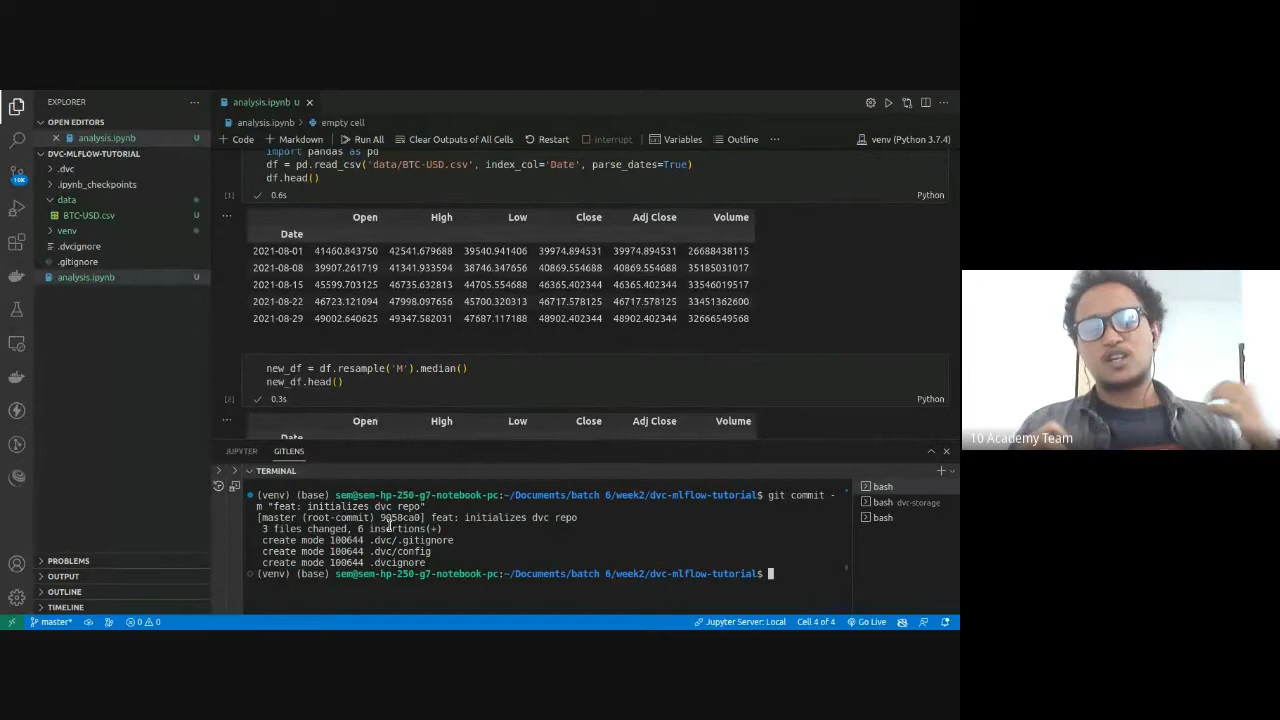 EXPLORER
OPEN EDITORS
analysis.ipynb U
DVC-MLFLOW-TUTORIAL
.dvc
.ipynb_checkpoints
data
BTC-USD.csv U
venv
.dvcignore
.gitignore
analysis.ipynb U
PROBLEMS
OUTPUT
OUTLINE
TIMELINE
10K
analysis.ipynb U
analysis.ipynb > empty cell
+ Code + Markdown Run All Clear Outputs of All Cells Restart Interrupt Variables Outline ... venv (Python 3.7.4)
import pandas as pd
df = pd.read_csv('data/BTC-USD.csv', index_col='Date', parse_dates=True)
df.head()
[1] 0.6s Python
Open High Low Close Adj Close Volume
Date
2021-08-01 41460.843750 42541.679688 39540.941406 39974.894531 39974.894531 26688438115
2021-08-08 39907.261719 41341.933594 38746.347656 40869.554688 40869.554688 35185031017
2021-08-15 45599.703125 46735.632813 44705.554688 46365.402344 46365.402344 33546019517
2021-08-22 46723.121094 47998.097656 45700.320313 46717.578125 46717.578125 33451362600
2021-08-29 49002.640625 49347.582031 47687.117188 48902.402344 48902.402344 32666549568
new_df = df.resample('M').median()
new_df.head()
[2] 0.3s Python
Open High Low Close Adj Close Volume
Date
JUPYTER GITLENS
TERMINAL
(venv) (base) sem@sem-hp-250-g7-notebook-pc:~/Documents/batch 6/week2/dvc-mlflow-tutorial$ git commit -
m "feat: initializes dvc repo"
[master (root-commit) 9058ca0] feat: initializes dvc repo
3 files changed, 6 insertions(+)
create mode 100644 .dvc/.gitignore
create mode 100644 .dvc/config
create mode 100644 .dvcignore
(venv) (base) sem@sem-hp-250-g7-notebook-pc:~/Documents/batch 6/week2/dvc-mlflow-tutorial$
bash
bash dvc-storage
bash
master* 0 0 Jupyter Server: Local Cell 4 of 4 Go Live
10 Academy Team